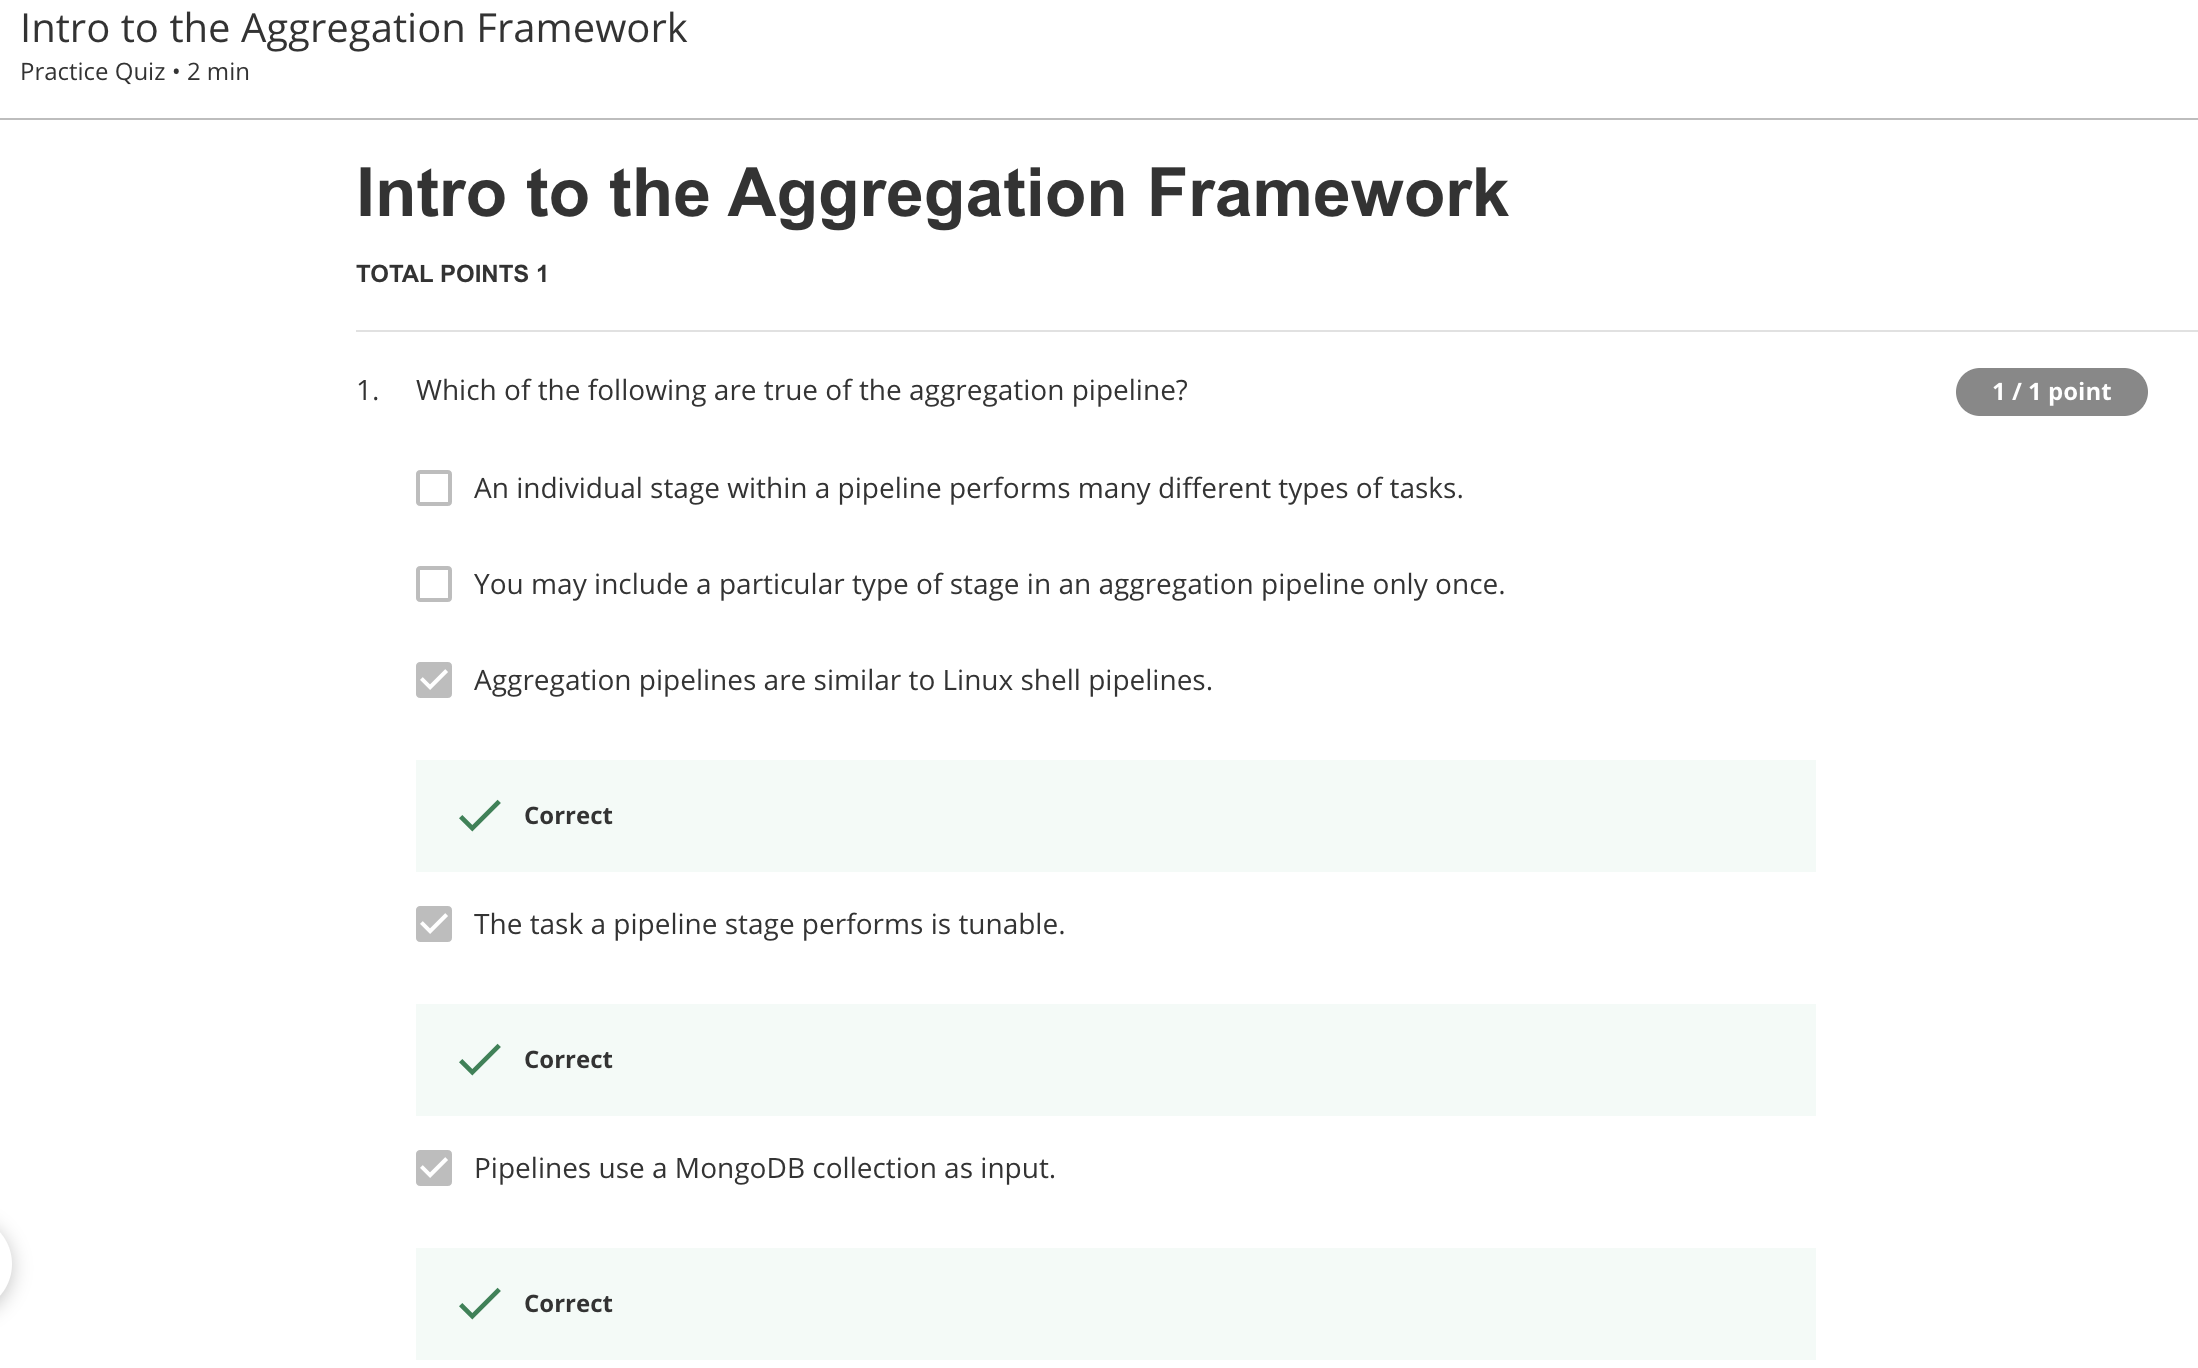 Intro to the Aggregation Framework
Practice Quiz • 2 min
Intro to the Aggregation Framework
TOTAL POINTS 1
1. Which of the following are true of the aggregation pipeline?
1 / 1 point
An individual stage within a pipeline performs many different types of tasks.
You may include a particular type of stage in an aggregation pipeline only once.
Aggregation pipelines are similar to Linux shell pipelines.
Correct
The task a pipeline stage performs is tunable.
Correct
Pipelines use a MongoDB collection as input.
Correct